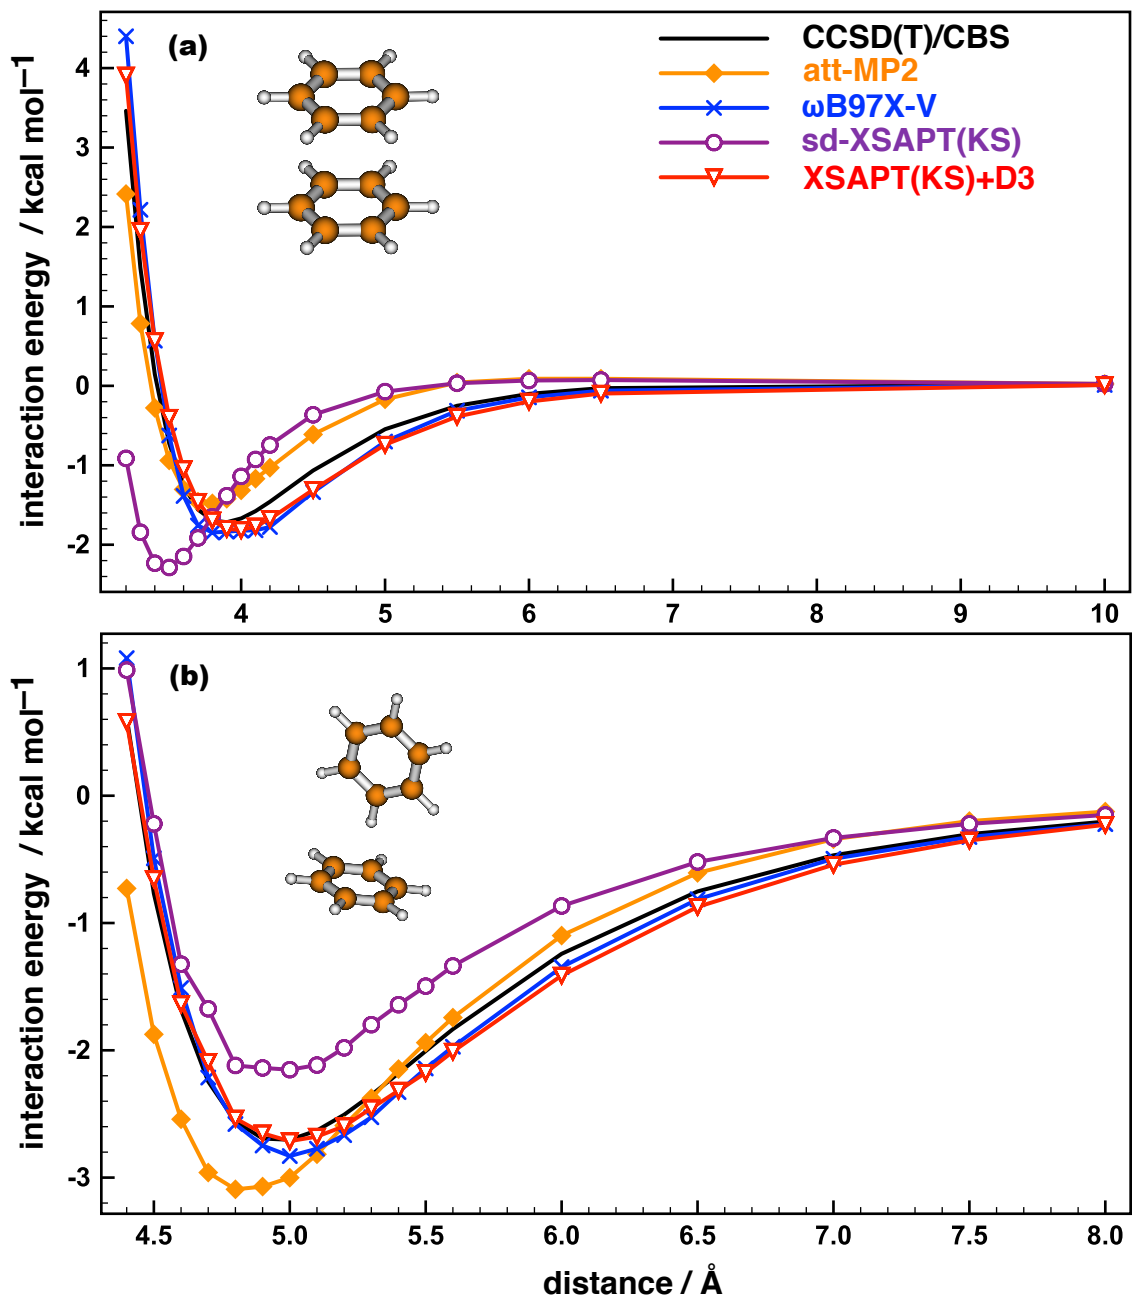 (a)
CCSD(T)/CBS
att-MP2
ωB97X-V
sd-XSAPT(KS)
XSAPT(KS)+D3
interaction energy / kcal mol⁻¹
4
3
2
1
0
-1
-2
4 5 6 7 8 9 10
(b)
interaction energy / kcal mol⁻¹
1
0
-1
-2
-3
4.5 5.0 5.5 6.0 6.5 7.0 7.5 8.0
distance / Å